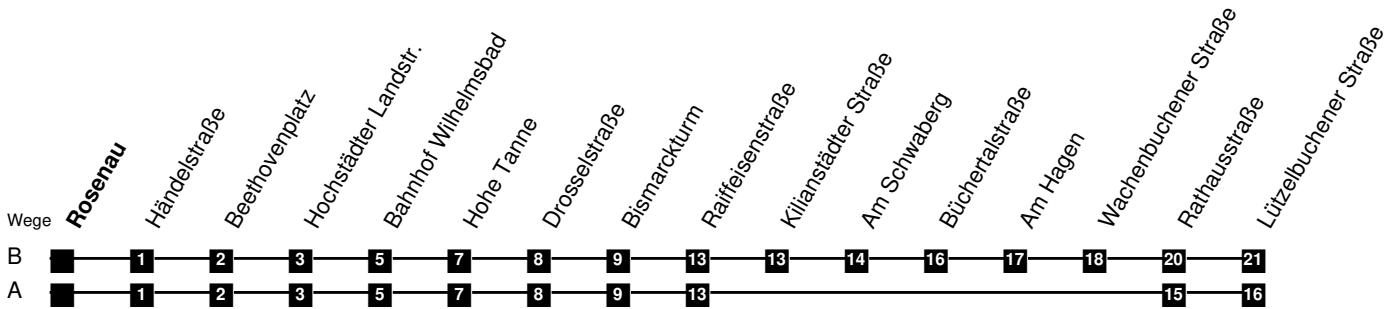 Rosenau
Händelstraße
Beethovenplatz
Hochstädter Landstr.
Bahnhof Wilhelmsbad
Hohe Tanne
Drosselstraße
Bismarckturm
Raiffeisenstraße
Kilianstädter Straße
Am Schwaberg
Büchertalstraße
Am Hagen
Wachenbuchener Straße
Rathausstraße
Lützelbuchener Straße
Wege
B 1 2 3 5 7 8 9 13 13 14 16 17 18 20 21
A 1 2 3 5 7 8 9 13 15 16